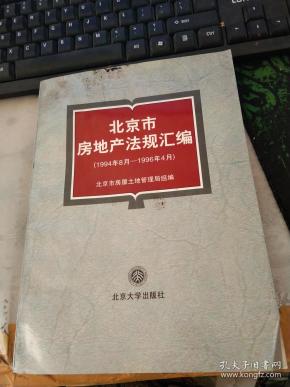 北京市
房地产法规汇编
(1994年8月—1996年4月)
北京市房屋土地管理局组编
北京大学出版社
孔夫子旧书网
www.kongfz.com